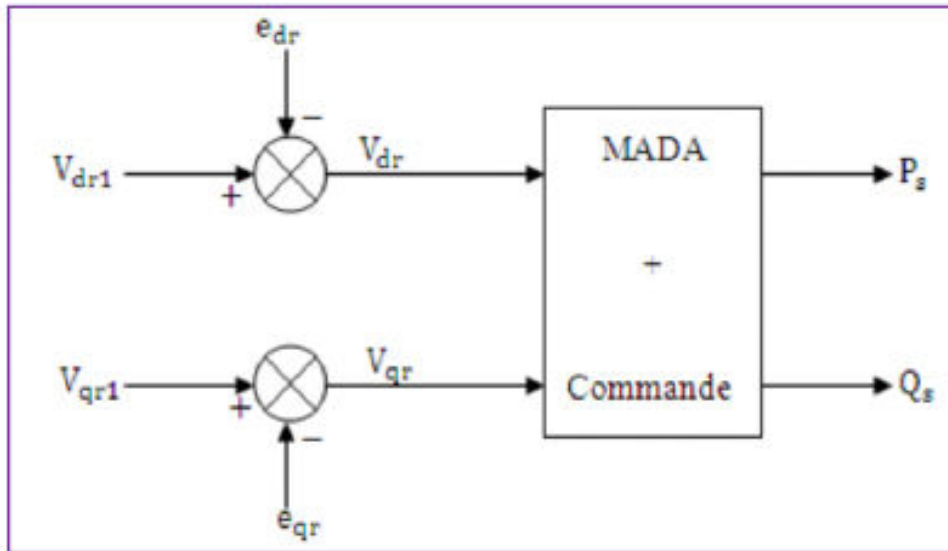 e_dr
−
V_dr1
+
V_dr
MADA
P_s
+
V_qr1
+
V_qr
Commande
Q_s
−
e_qr